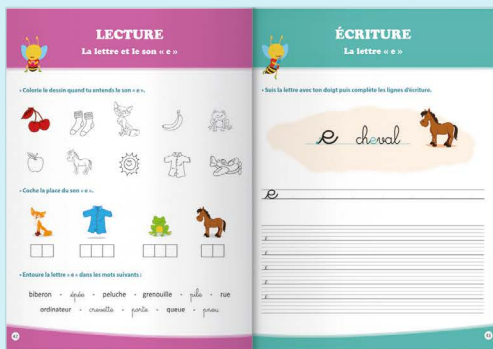 LECTURE
La lettre et le son « e »
• Colorie le dessin quand tu entends le son « e ».
• Coche la place du son « e ».
• Entoure la lettre « e » dans les mots suivants :
biberon • épée • peluche • grenouille • pile • rue
ordinateur • crevette • porte • queue • pneu
42
ÉCRITURE
La lettre « e »
• Suis la lettre avec ton doigt puis complète les lignes d'écriture.
e cheval
e
e
e
e
e
43